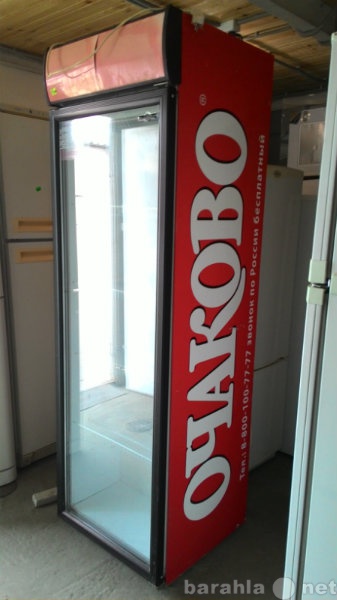 ОЧАКОВО®
Тел.: 8-800-100-77-77 звонок по России бесплатный
barahla.net